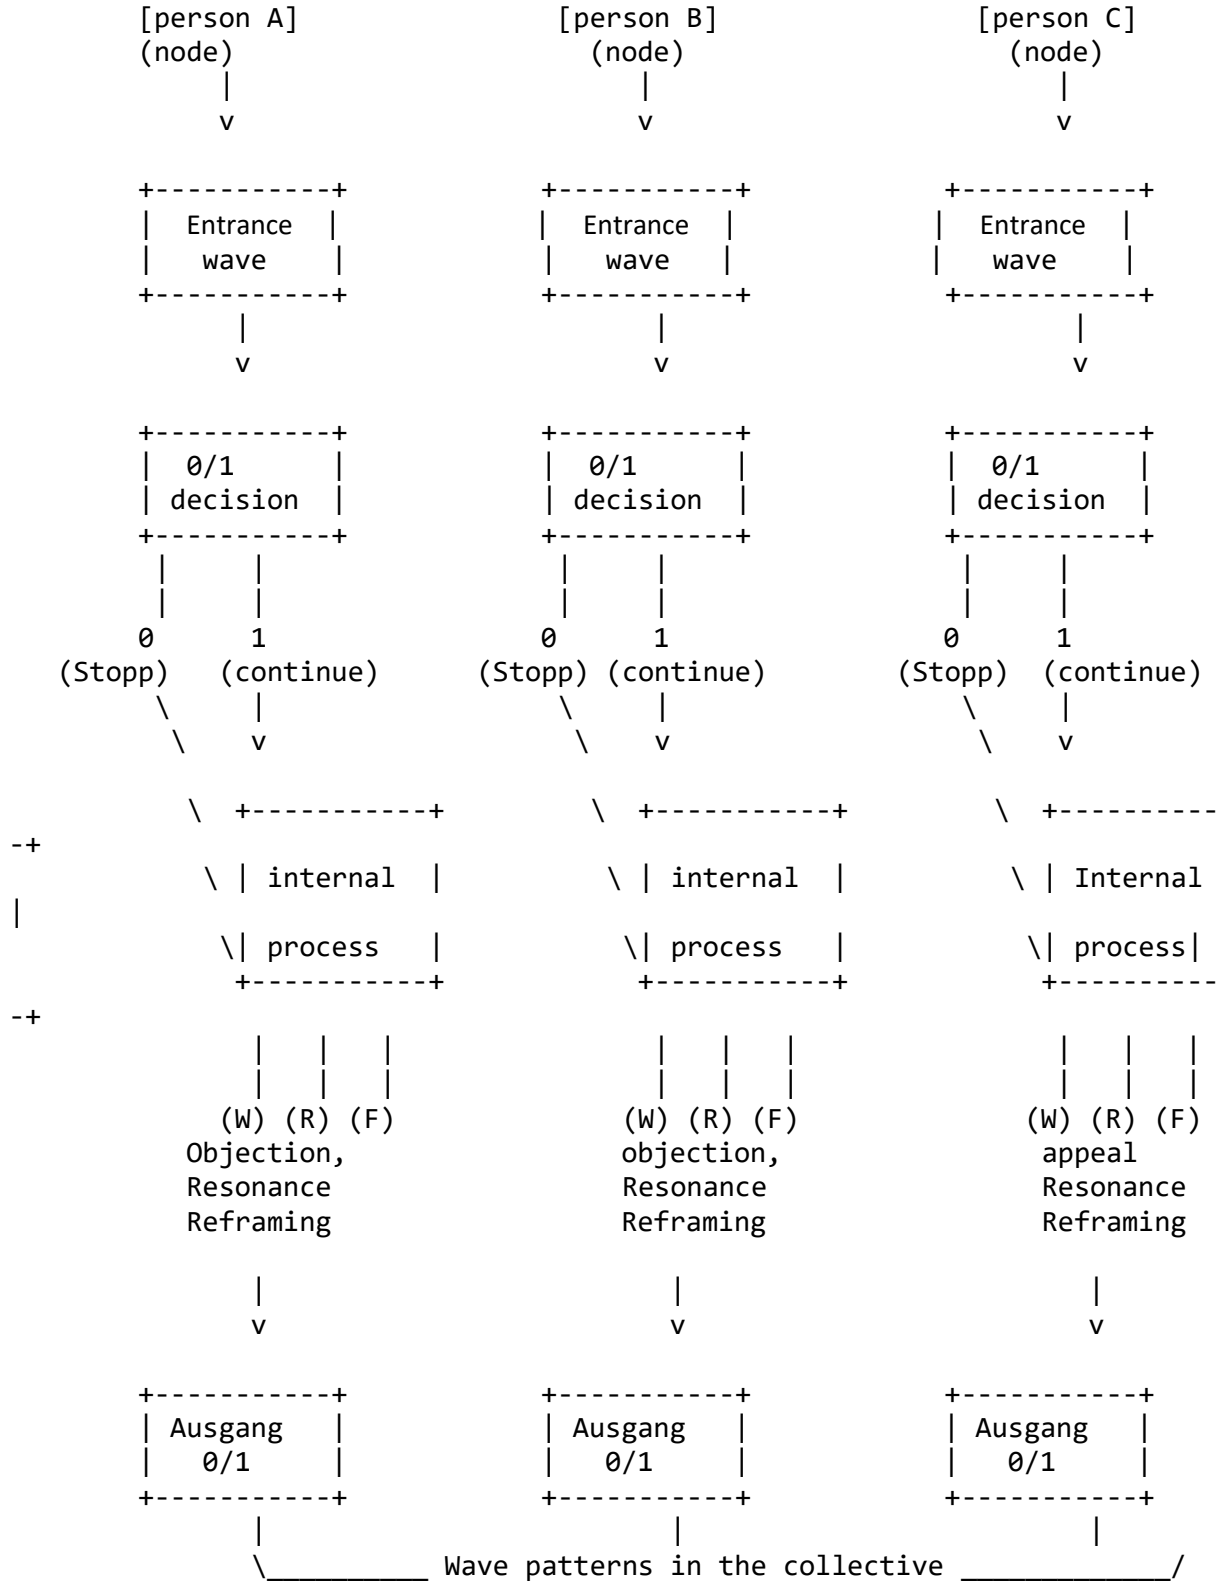 [person A] [person B] [person C]
(node) (node) (node)
| | |
v v v
+-----------+ +-----------+ +-----------+
| Entrance | | Entrance | | Entrance |
| wave | | wave | | wave |
+-----------+ +-----------+ +-----------+
| | |
v v v
+-----------+ +-----------+ +-----------+
| 0/1 | | 0/1 | | 0/1 |
| decision | | decision | | decision |
+-----------+ +-----------+ +-----------+
| | | | | |
| | | | | |
0 1 0 1 0 1
(Stopp) (continue) (Stopp) (continue) (Stopp) (continue)
\ | \ | \ |
\ v \ v \ v
\ +-----------+ \ +-----------+ \ +----------
-+
\ | internal | \ | internal | \ | Internal
|
\| process | \| process | \| process|
+-----------+ +-----------+ +----------
-+
| | | | | | | | |
| | | | | | | | |
(W) (R) (F) (W) (R) (F) (W) (R) (F)
Objection, objection, appeal
Resonance Resonance Resonance
Reframing Reframing Reframing
| | |
v v v
+-----------+ +-----------+ +-----------+
| Ausgang | | Ausgang | | Ausgang |
| 0/1 | | 0/1 | | 0/1 |
+-----------+ +-----------+ +-----------+
| | |
\__________ Wave patterns in the collective _____________/